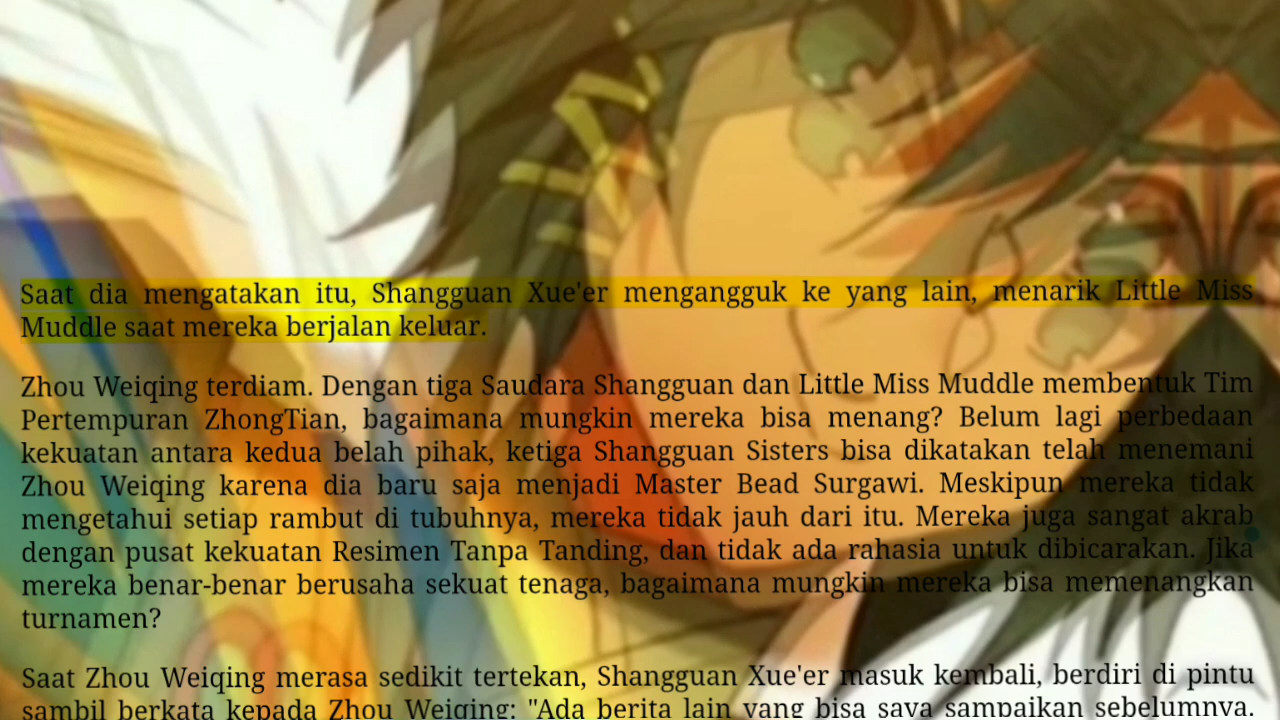 Saat dia mengatakan itu, Shangguan Xue'er mengangguk ke yang lain, menarik Little Miss
Muddle saat mereka berjalan keluar.
Zhou Weiqing terdiam. Dengan tiga Saudara Shangguan dan Little Miss Muddle membentuk Tim
Pertempuran ZhongTian, bagaimana mungkin mereka bisa menang? Belum lagi perbedaan
kekuatan antara kedua belah pihak, ketiga Shangguan Sisters bisa dikatakan telah menemani
Zhou Weiqing karena dia baru saja menjadi Master Bead Surgawi. Meskipun mereka tidak
mengetahui setiap rambut di tubuhnya, mereka tidak jauh dari itu. Mereka juga sangat akrab
dengan pusat kekuatan Resimen Tanpa Tanding, dan tidak ada rahasia untuk dibicarakan. Jika
mereka benar-benar berusaha sekuat tenaga, bagaimana mungkin mereka bisa memenangkan
turnamen?
Saat Zhou Weiqing merasa sedikit tertekan, Shangguan Xue'er masuk kembali, berdiri di pintu
sambil berkata kepada Zhou Weiqing: "Ada berita lain yang bisa saya sampaikan sebelumnya.